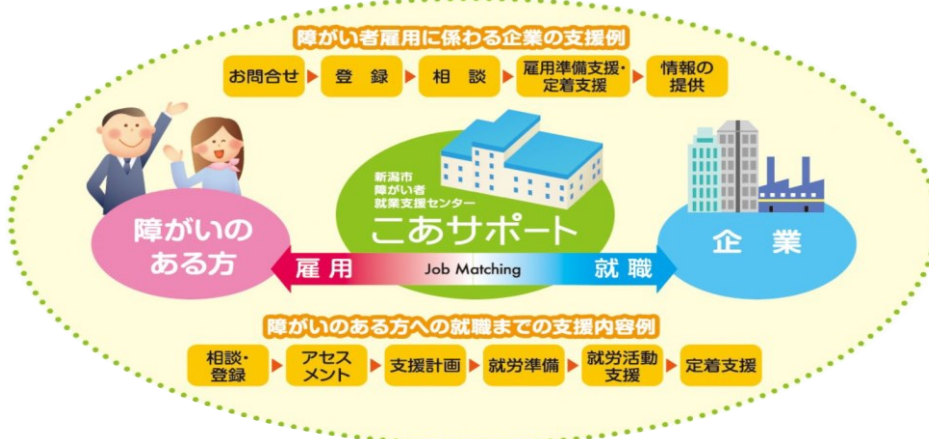 障がい者雇用に係わる企業の支援例
お問合せ
登録
相談
雇用準備支援・
定着支援
情報の
提供
新潟市
障がい者
就業支援センター
こあサポート
障がいの
ある方
企業
雇用
Job Matching
就職
障がいのある方への就職までの支援内容例
相談・
登録
アセス
メント
支援計画
就労準備
就労活動
支援
定着支援